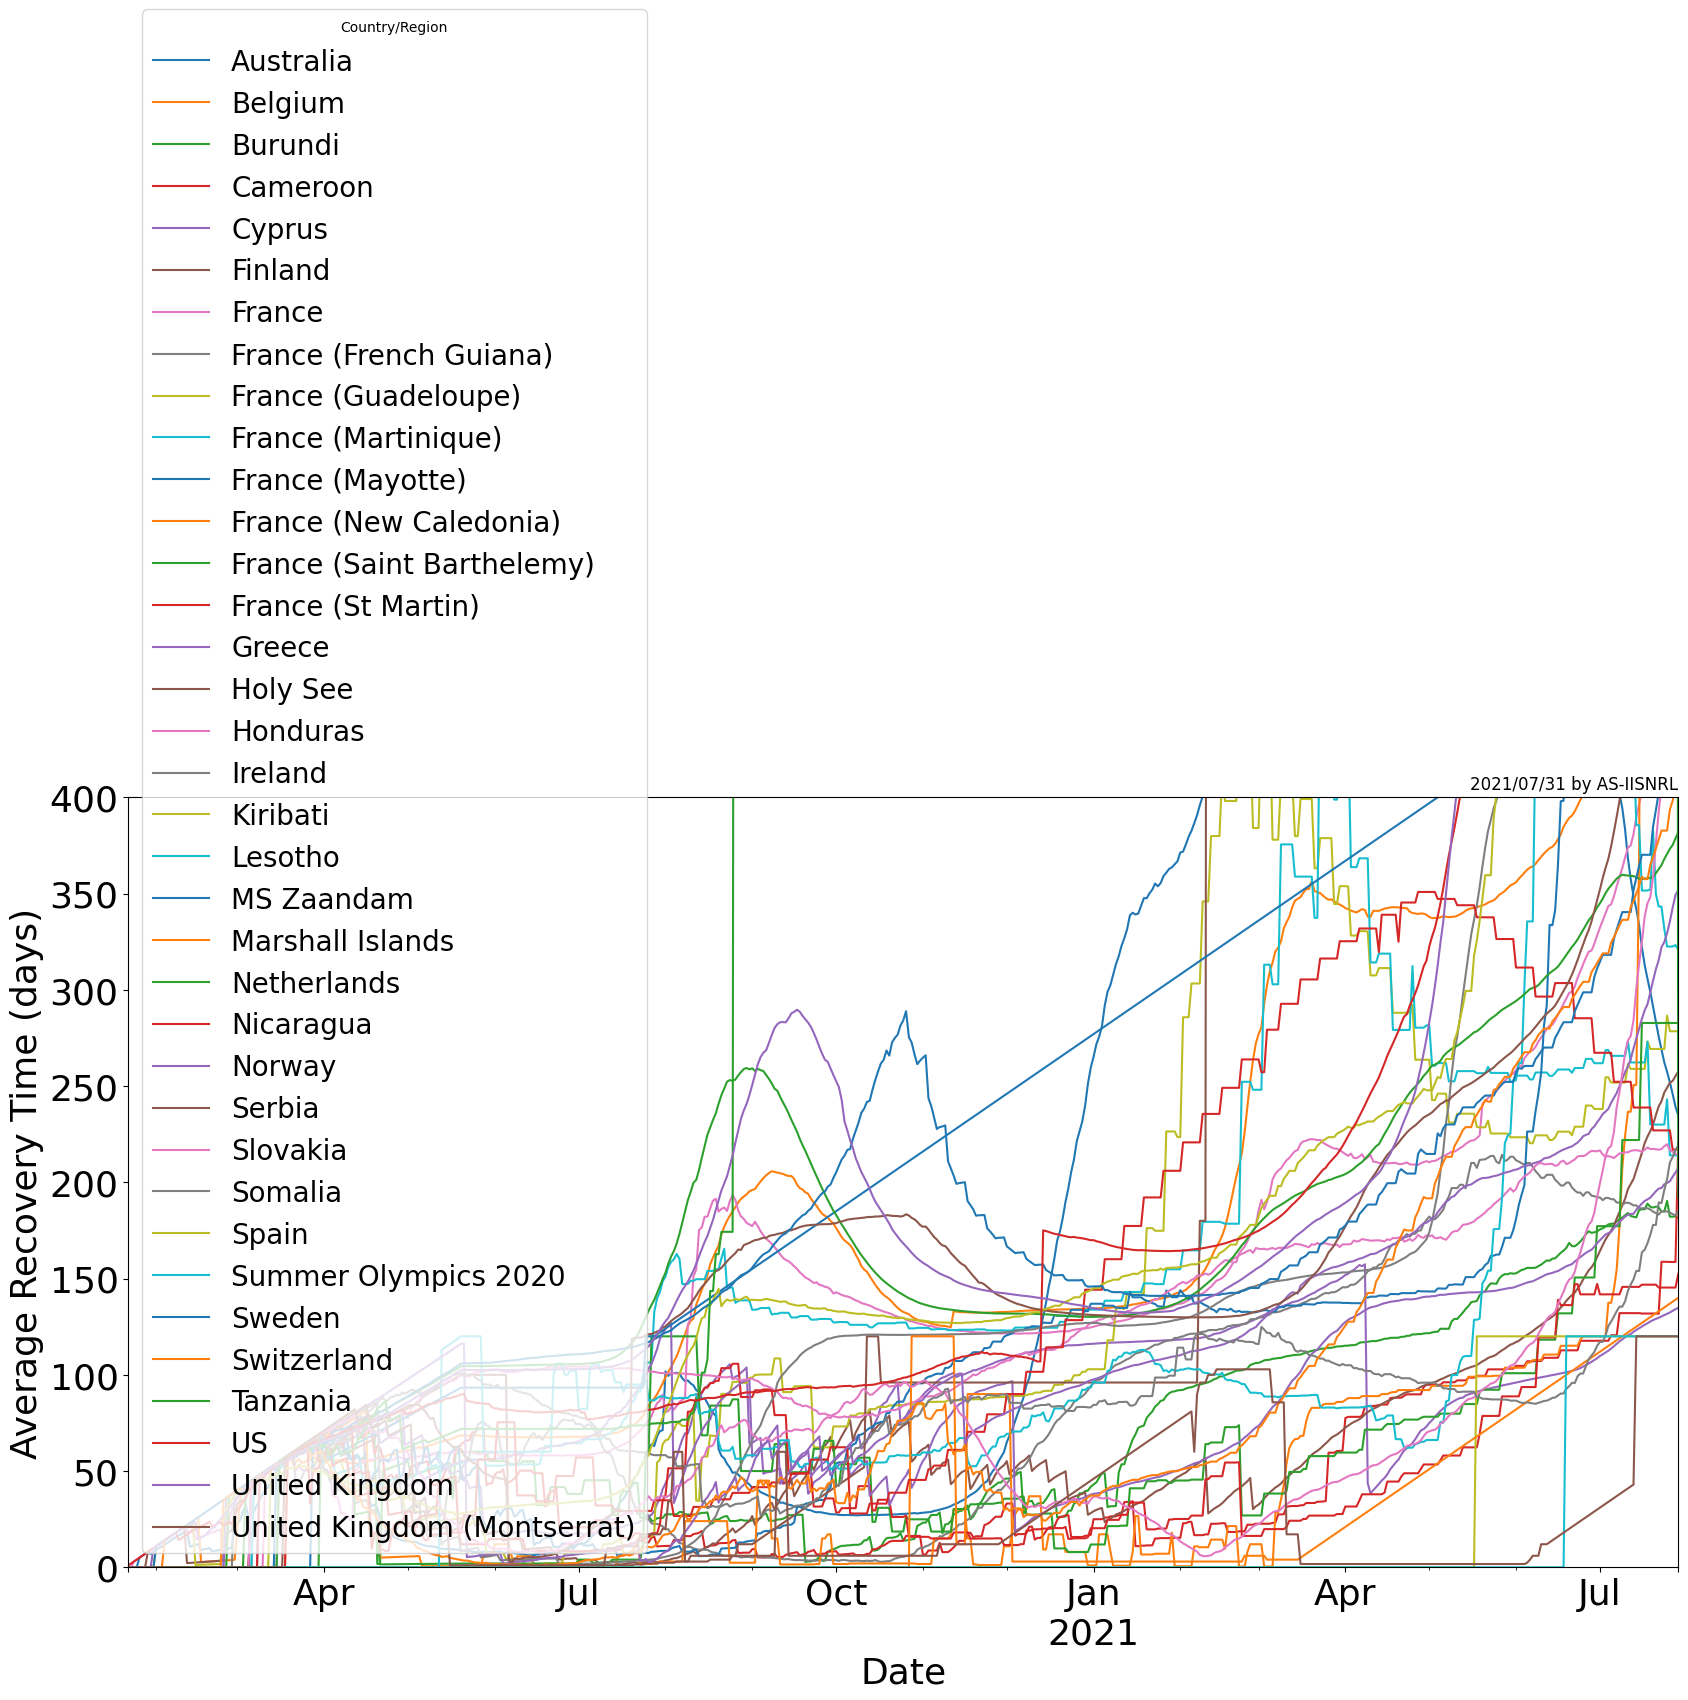 Country/Region
Australia
Belgium
Burundi
Cameroon
Cyprus
Finland
France
France (French Guiana)
France (Guadeloupe)
France (Martinique)
France (Mayotte)
France (New Caledonia)
France (Saint Barthelemy)
France (St Martin)
Greece
Holy See
Honduras
Ireland
Kiribati
Lesotho
MS Zaandam
Marshall Islands
Netherlands
Nicaragua
Norway
Serbia
Slovakia
Somalia
Spain
Summer Olympics 2020
Sweden
Switzerland
Tanzania
US
United Kingdom
United Kingdom (Montserrat)
2021/07/31 by AS-IISNRL
400
350
300
250
200
150
100
50
0
Average Recovery Time (days)
Apr Jul Oct Jan Apr Jul
2021
Date